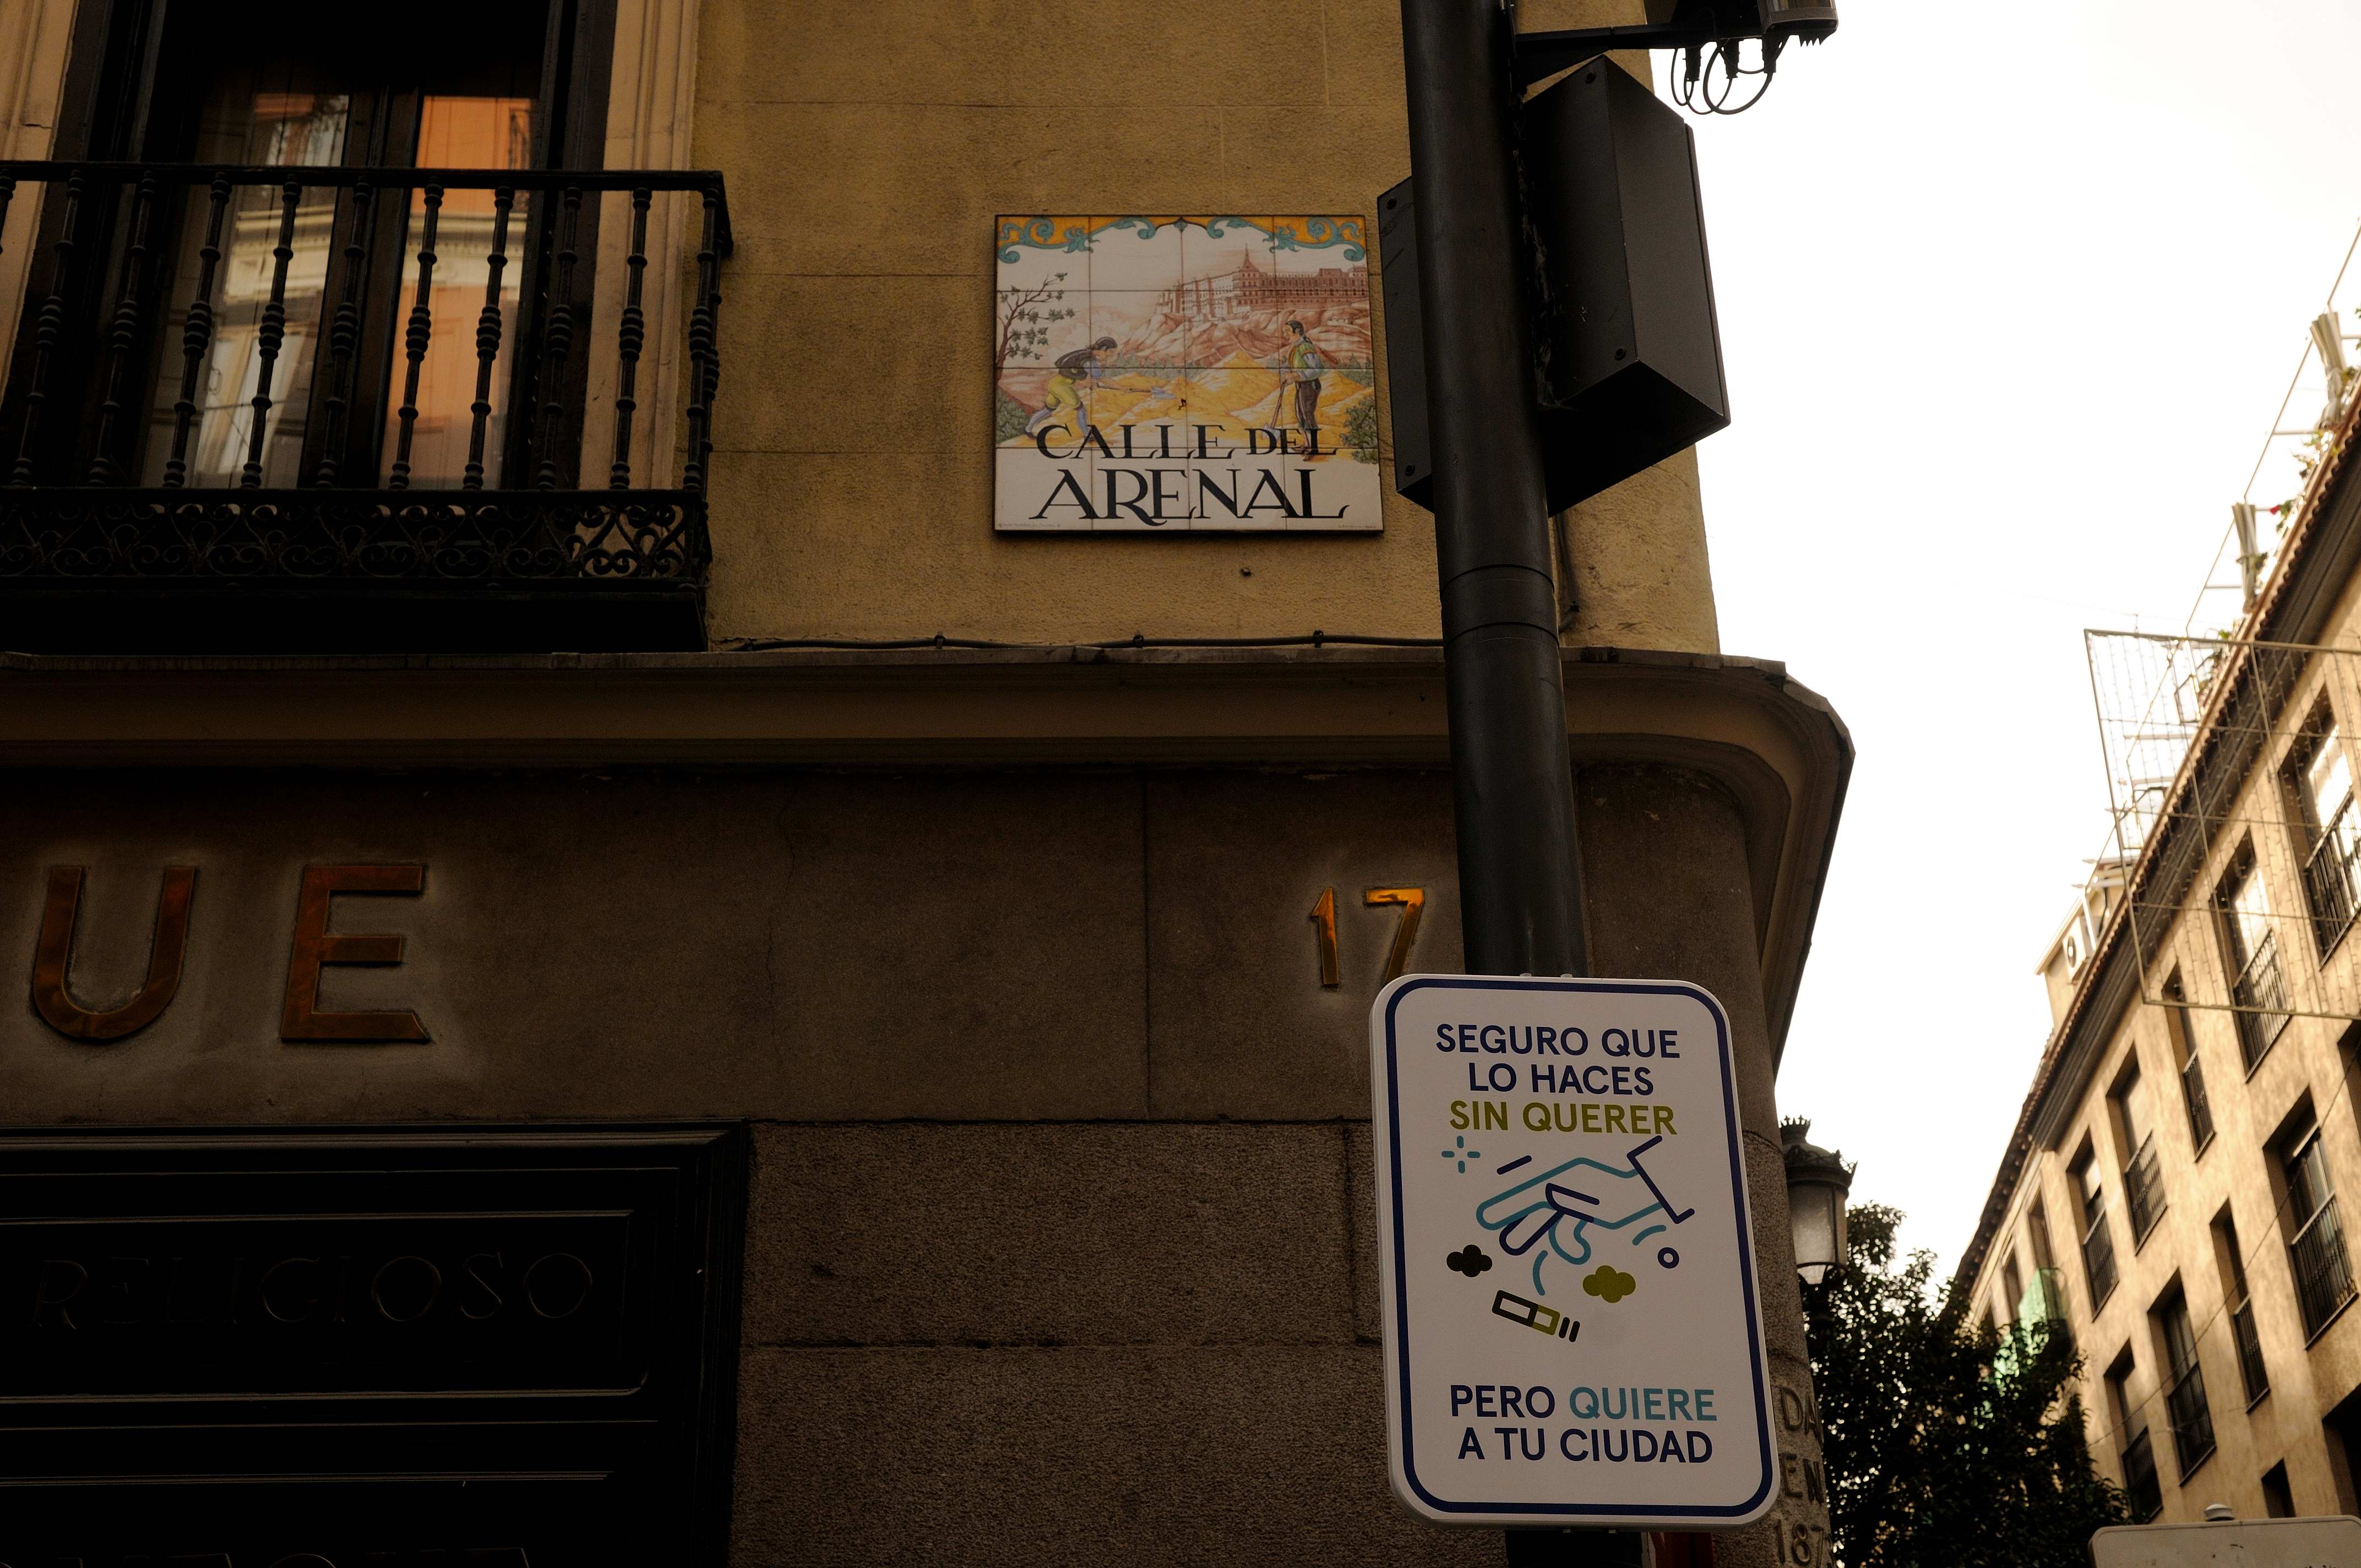 CALLE DEL
ARENAL
UE
17
SEGURO QUE
LO HACES
SIN QUERER
PERO QUIERE
A TU CIUDAD
RELIGIOSO